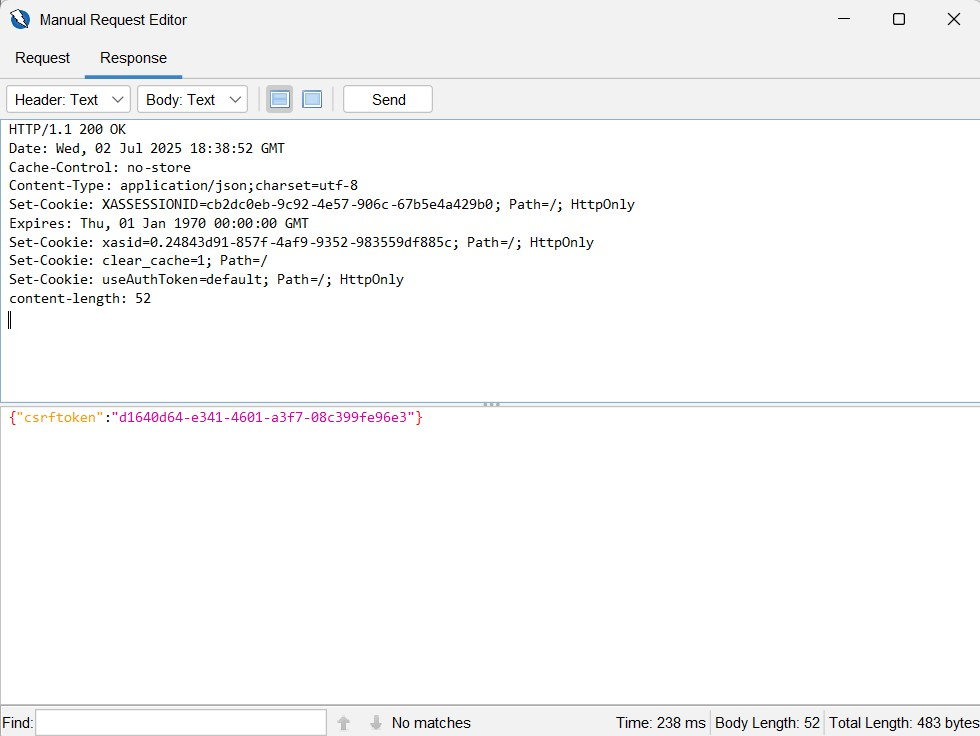 Manual Request Editor
Request Response
Header: Text Body: Text Send
HTTP/1.1 200 OK
Date: Wed, 02 Jul 2025 18:38:52 GMT
Cache-Control: no-store
Content-Type: application/json;charset=utf-8
Set-Cookie: XASSESSIONID=cb2dc0eb-9c92-4e57-906c-67b5e4a429b0; Path=/; HttpOnly
Expires: Thu, 01 Jan 1970 00:00:00 GMT
Set-Cookie: xasid=0.24843d91-857f-4af9-9352-983559df885c; Path=/; HttpOnly
Set-Cookie: clear_cache=1; Path=/
Set-Cookie: useAuthToken=default; Path=/; HttpOnly
content-length: 52
{"csrftoken":"d1640d64-e341-4601-a3f7-08c399fe96e3"}
Find: No matches Time: 238 ms Body Length: 52 Total Length: 483 bytes